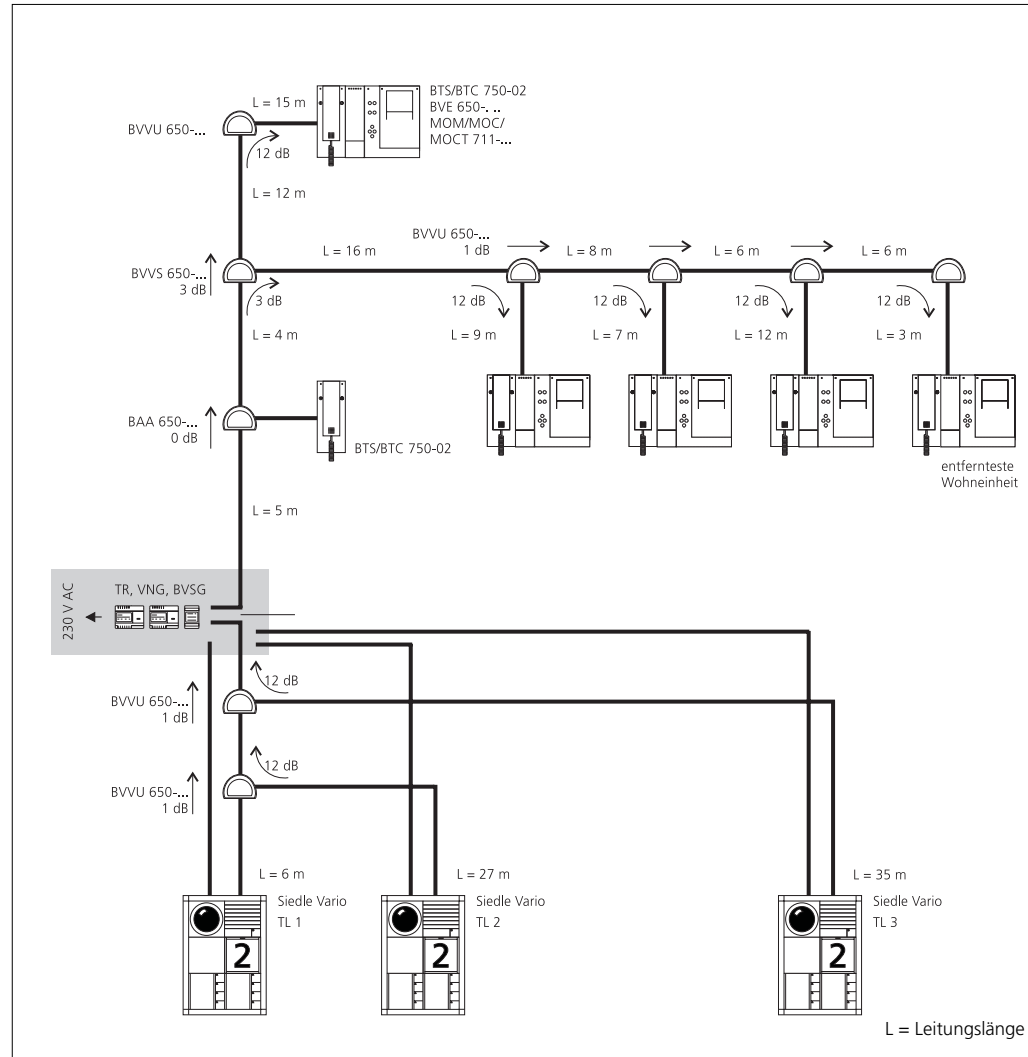 L = 15 m
BTS/BTC 750-02
BVE 650-. ..
MOM/MOC/
MOCT 711-...
BVVU 650-...
12 dB
L = 12 m
BVVU 650-...
1 dB
L = 16 m
L = 8 m
L = 6 m
L = 6 m
BVVS 650-...
3 dB
3 dB
12 dB
12 dB
12 dB
12 dB
L = 4 m
L = 9 m
L = 7 m
L = 12 m
L = 3 m
BAA 650-...
0 dB
BTS/BTC 750-02
entfernteste
Wohneinheit
L = 5 m
230 V AC
TR, VNG, BVSG
12 dB
BVVU 650-...
1 dB
12 dB
BVVU 650-...
1 dB
L = 6 m
L = 27 m
L = 35 m
Siedle Vario
TL 1
Siedle Vario
TL 2
Siedle Vario
TL 3
2
2
2
L = Leitungslänge